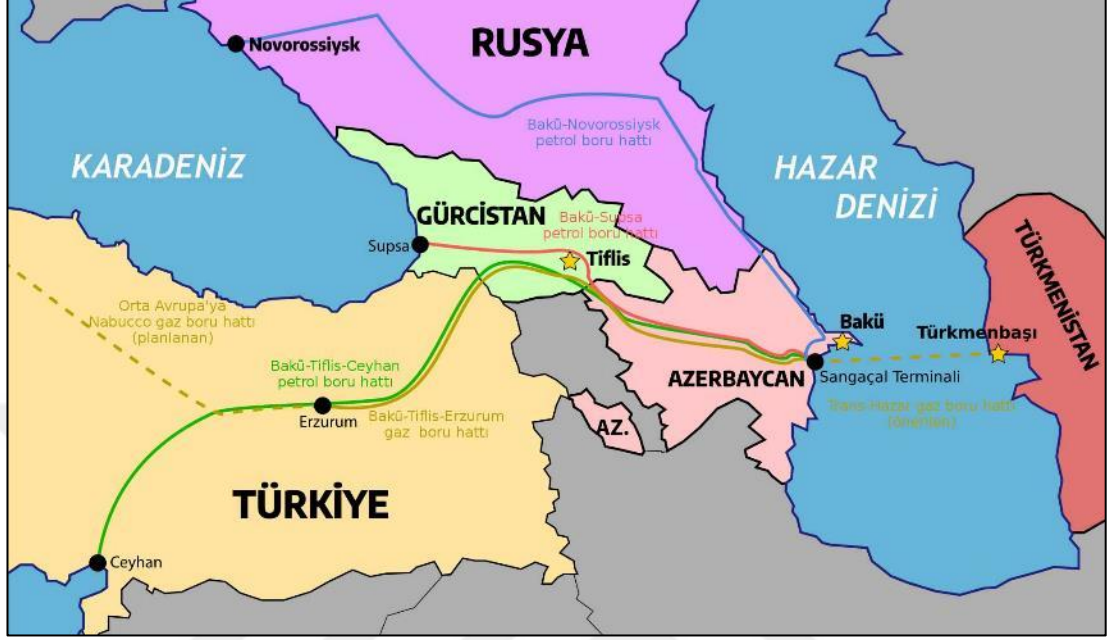 Novorossiysk
RUSYA
Bakü-Novorossiysk
petrol boru hattı
KARADENİZ
HAZAR
DENİZİ
GÜRCİSTAN
Bakü-Supsa
petrol boru hattı
Supsa
Tiflis
TÜRKMENİSTAN
Orta Avrupa'ya
Nabucco gaz boru hattı
(planlanan)
Bakü
Türkmenbaşı
Bakü-Tiflis-Ceyhan
petrol boru hattı
AZERBAYCAN
Sangaçal Terminali
Erzurum
Bakü-Tiflis-Erzurum
gaz boru hattı
Trans-Hazar gaz boru hattı
(önerilen)
AZ.
TÜRKİYE
Ceyhan